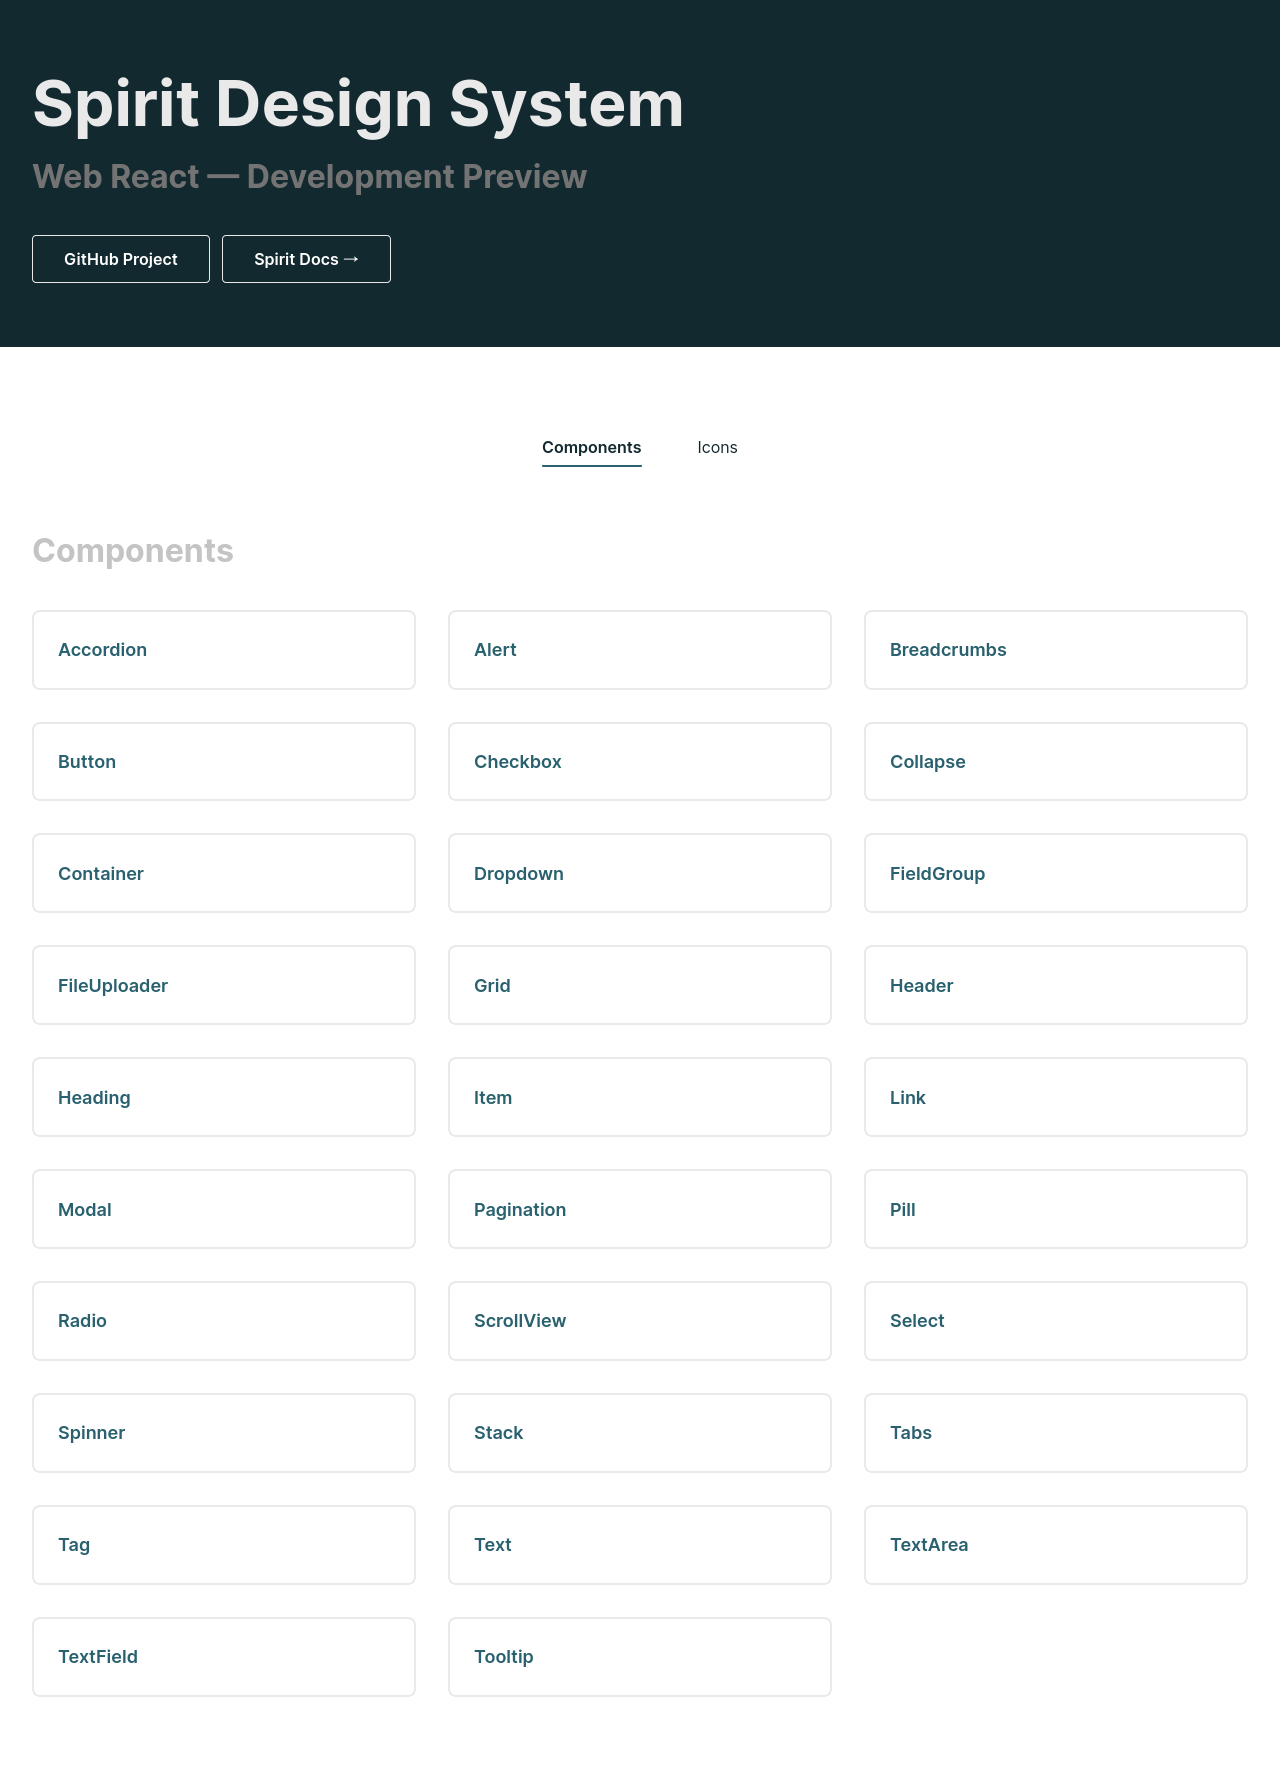 Spirit Design System
Web React — Development Preview
GitHub Project
Spirit Docs →
Components
Icons
Components
Accordion
Alert
Breadcrumbs
Button
Checkbox
Collapse
Container
Dropdown
FieldGroup
FileUploader
Grid
Header
Heading
Item
Link
Modal
Pagination
Pill
Radio
ScrollView
Select
Spinner
Stack
Tabs
Tag
Text
TextArea
TextField
Tooltip